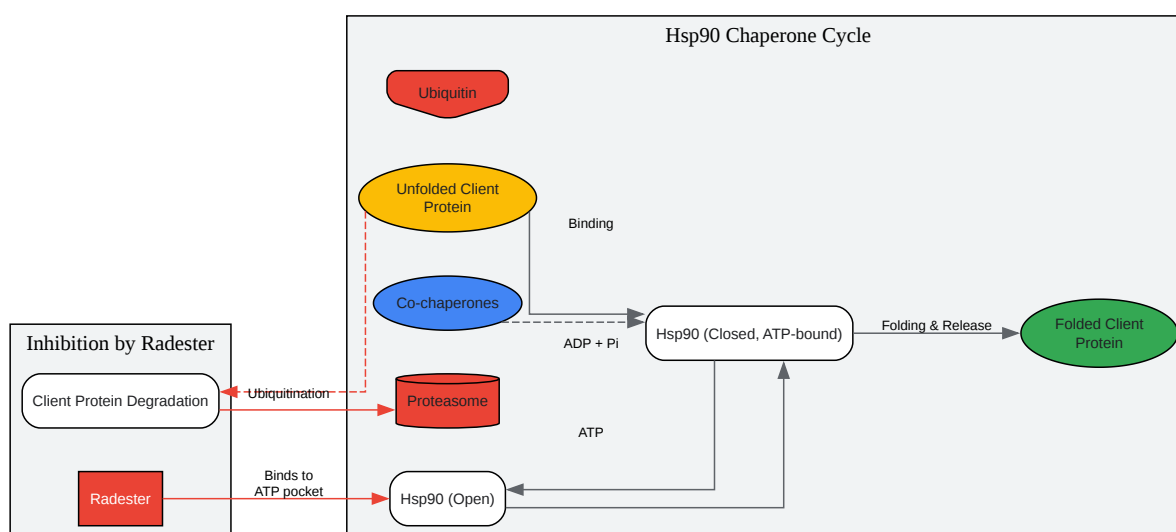 Hsp90 Chaperone Cycle
Ubiquitin
Unfolded Client
Protein
Binding
Co-chaperones
Hsp90 (Closed, ATP-bound)
Folding & Release
Folded Client
Protein
ADP + Pi
Inhibition by Radester
Client Protein Degradation
Ubiquitination
Proteasome
ATP
Radester
Binds to
ATP pocket
Hsp90 (Open)